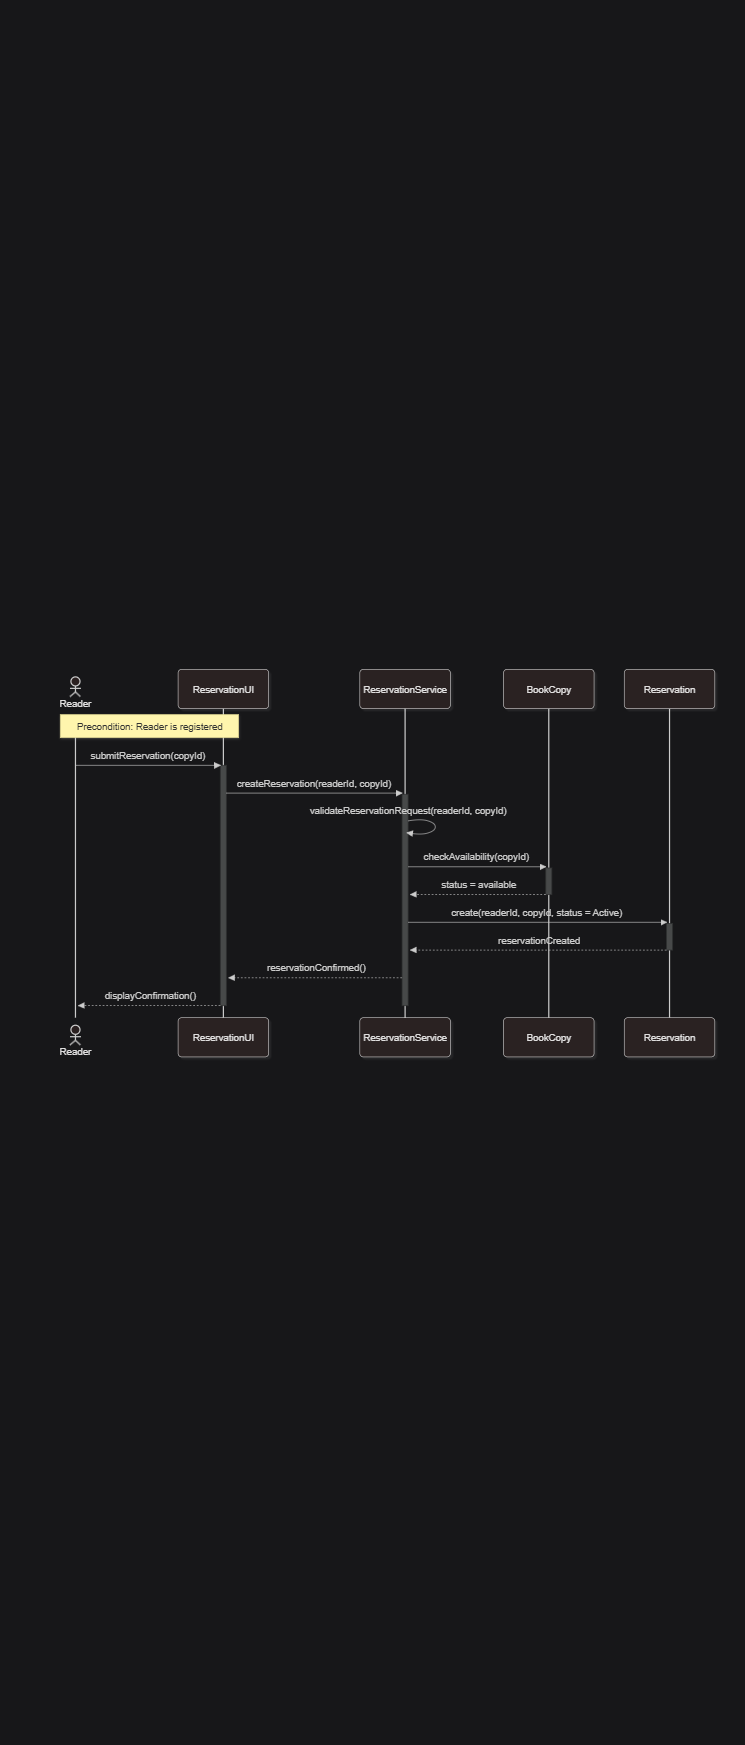 Reader
ReservationUI
ReservationService
BookCopy
Reservation
Precondition: Reader is registered
submitReservation(copyId)
createReservation(readerId, copyId)
validateReservationRequest(readerId, copyId)
checkAvailability(copyId)
status = available
create(readerId, copyId, status = Active)
reservationCreated
reservationConfirmed()
displayConfirmation()
Reader
ReservationUI
ReservationService
BookCopy
Reservation